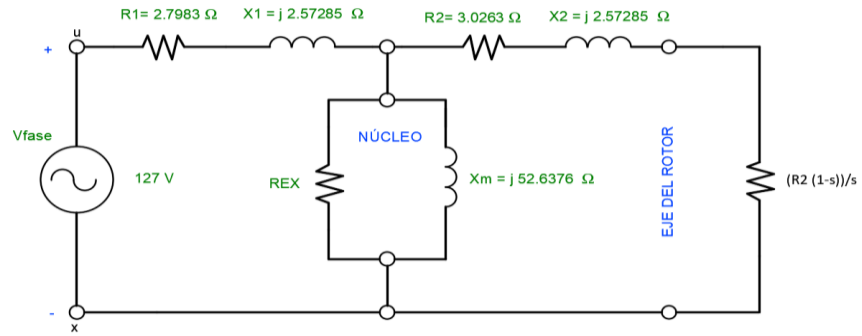 R1= 2.7983 Ω
X1 = j 2.57285 Ω
R2= 3.0263 Ω
X2 = j 2.57285 Ω
u
+
Vfase
127 V
NÚCLEO
REX
Xm = j 52.6376 Ω
EJE DEL ROTOR
(R2 (1-s))/s
-
x